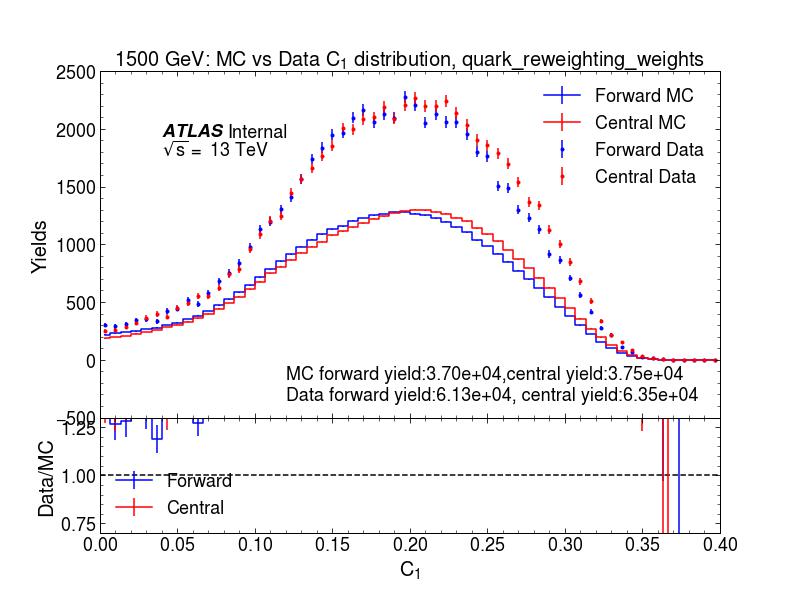 1500 GeV: MC vs Data C₁ distribution, quark_reweighting_weights
2500
2000
1500
1000
500
0
−500
Yields
ATLAS Internal
√s = 13 TeV
Forward MC
Central MC
Forward Data
Central Data
MC forward yield:3.70e+04,central yield:3.75e+04
Data forward yield:6.13e+04, central yield:6.35e+04
1.25
1.00
0.75
Data/MC
Forward
Central
0.00 0.05 0.10 0.15 0.20 0.25 0.30 0.35 0.40
C₁